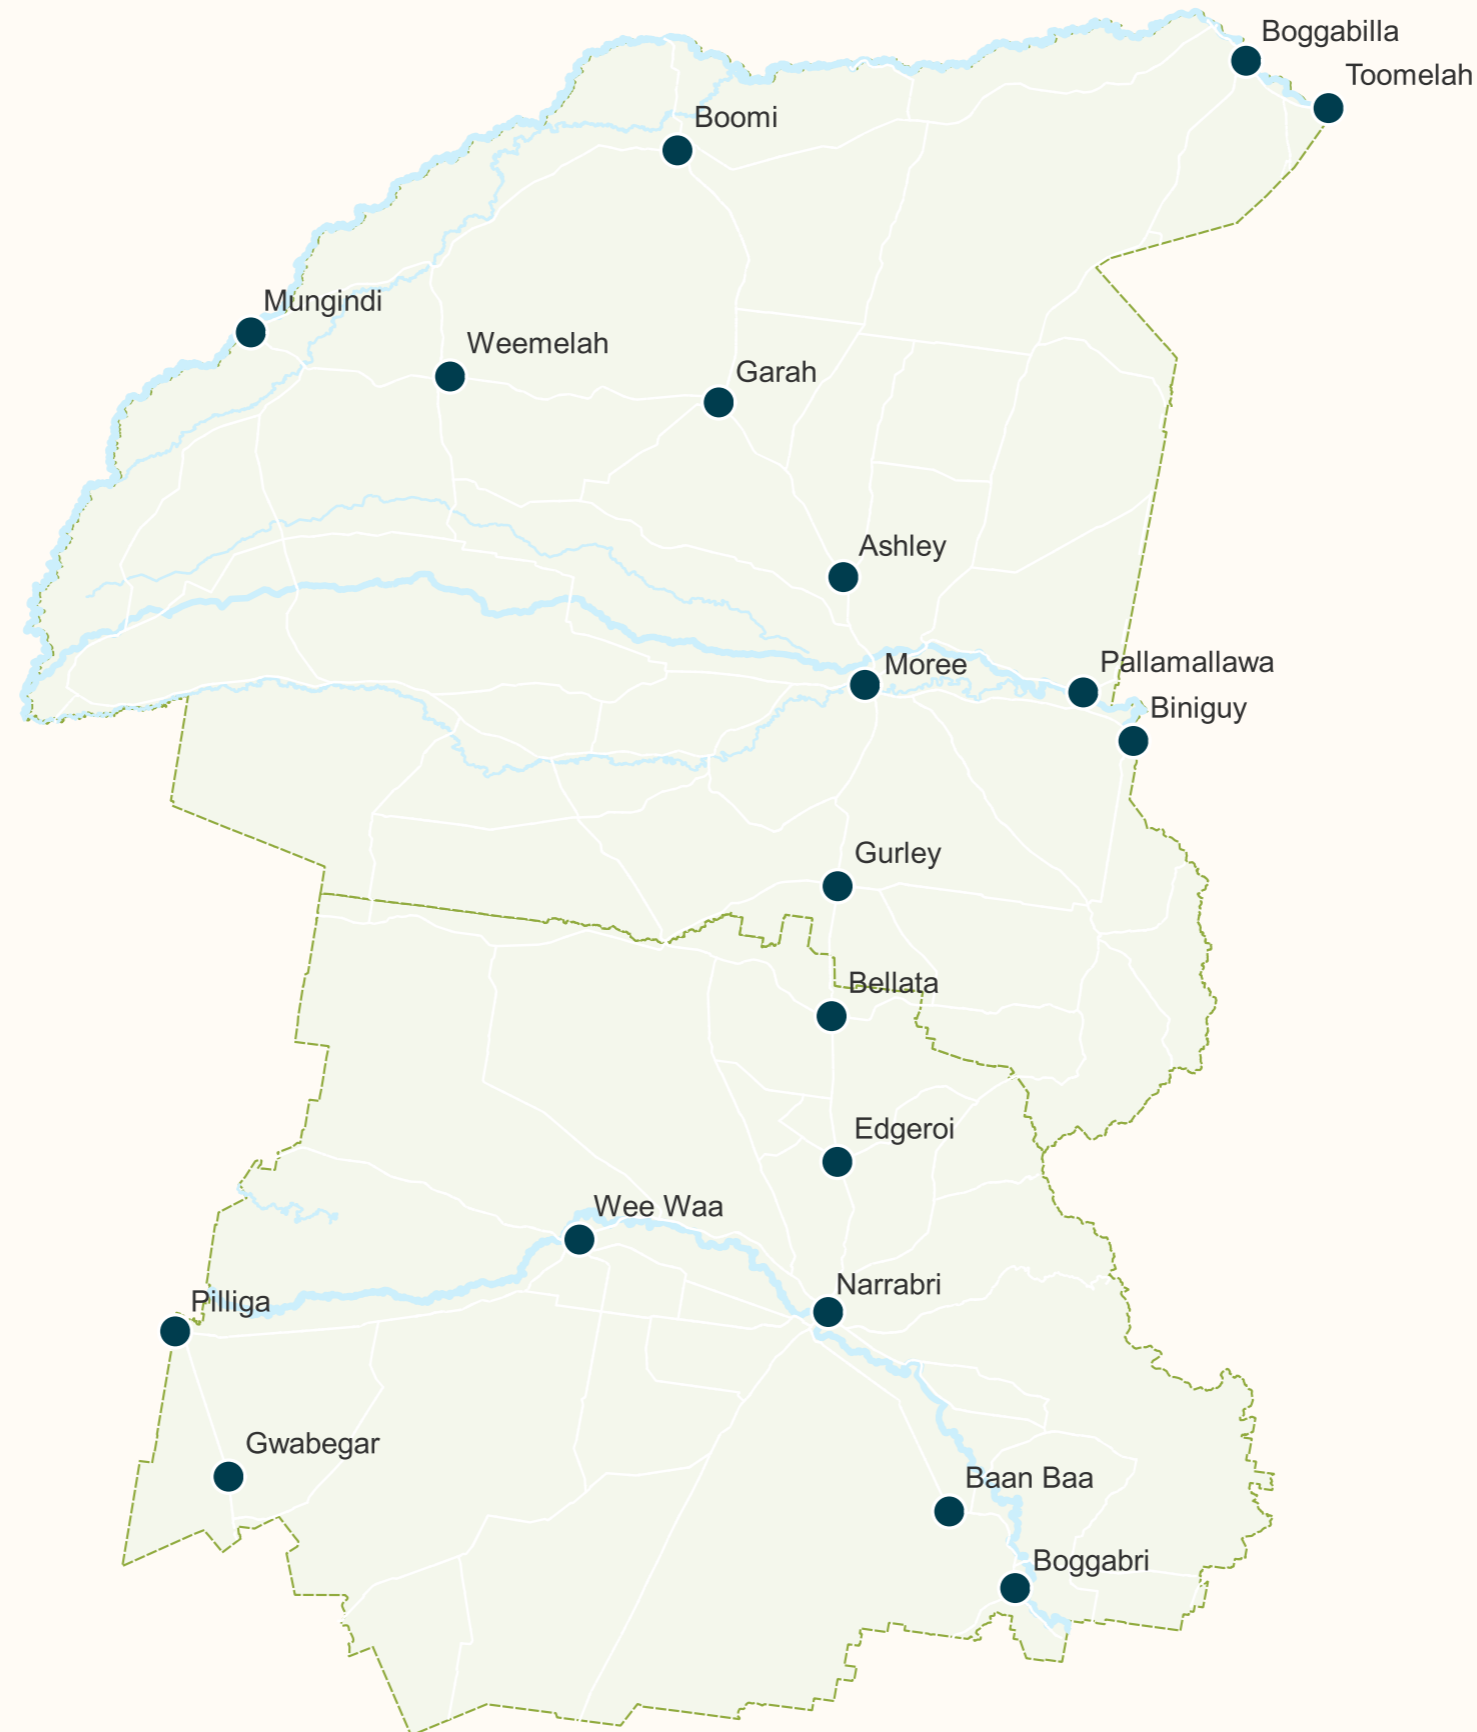 Boggabilla
Toomelah
Boomi
Mungindi
Weemelah
Garah
Ashley
Moree
Pallamallawa
Biniguy
Gurley
Bellata
Edgeroi
Wee Waa
Narrabri
Pilliga
Gwabegar
Baan Baa
Boggabri